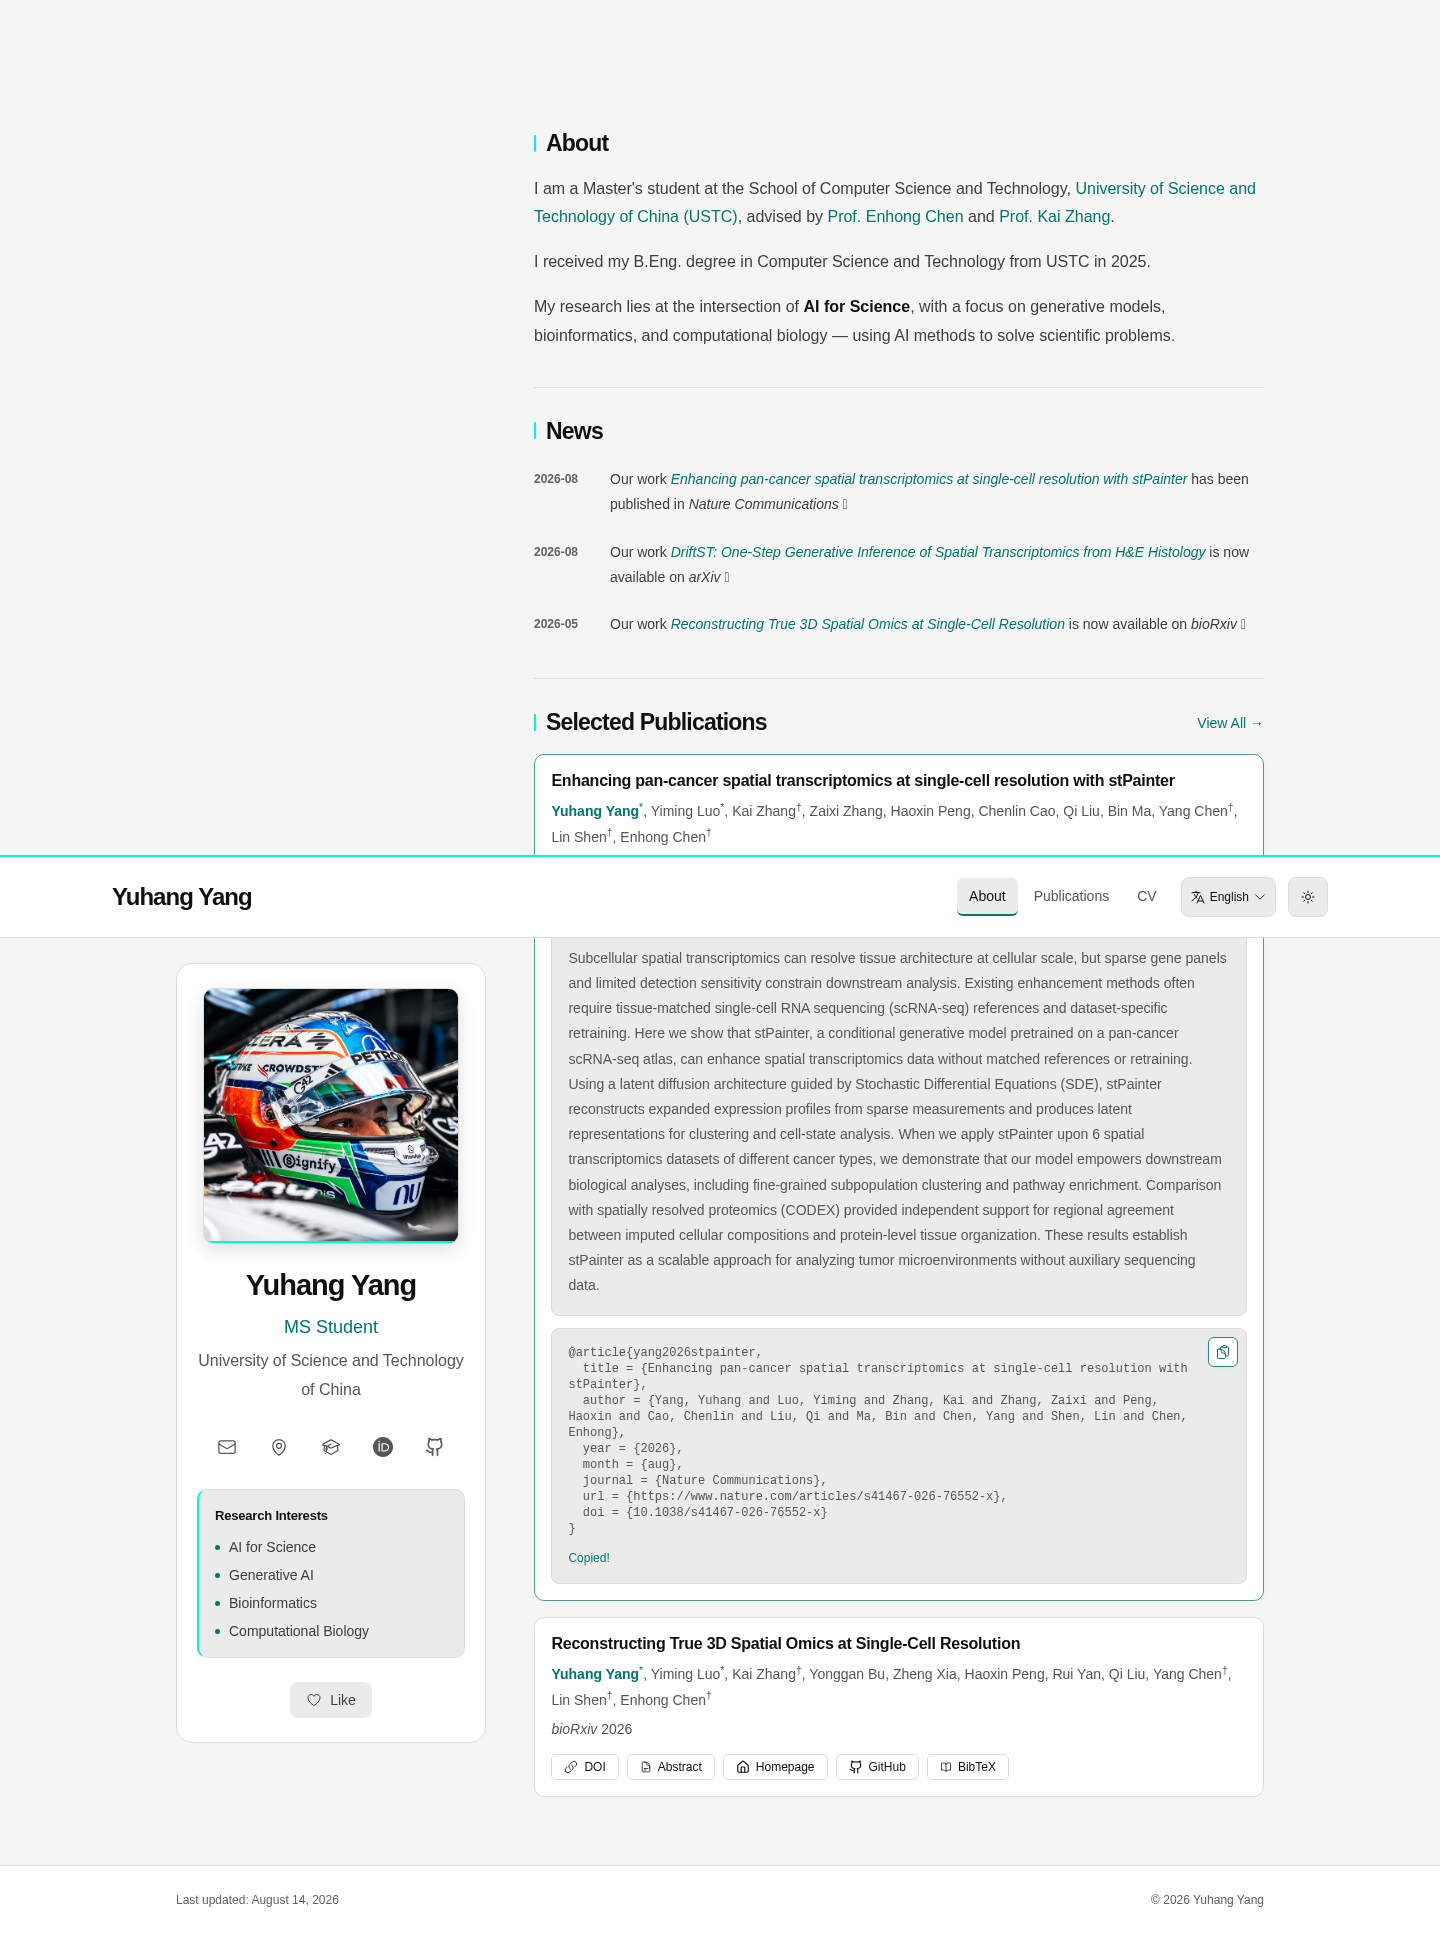 About
I am a Master's student at the School of Computer Science and Technology, University of Science and
Technology of China (USTC), advised by Prof. Enhong Chen and Prof. Kai Zhang.
I received my B.Eng. degree in Computer Science and Technology from USTC in 2025.
My research lies at the intersection of AI for Science, with a focus on generative models,
bioinformatics, and computational biology — using AI methods to solve scientific problems.
News
2026-08 Our work Enhancing pan-cancer spatial transcriptomics at single-cell resolution with stPainter has been
published in Nature Communications
2026-08 Our work DriftST: One-Step Generative Inference of Spatial Transcriptomics from H&E Histology is now
available on arXiv
2026-05 Our work Reconstructing True 3D Spatial Omics at Single-Cell Resolution is now available on bioRxiv
Selected Publications View All →
Enhancing pan-cancer spatial transcriptomics at single-cell resolution with stPainter
Yuhang Yang*, Yiming Luo*, Kai Zhang†, Zaixi Zhang, Haoxin Peng, Chenlin Cao, Qi Liu, Bin Ma, Yang Chen†,
Lin Shen†, Enhong Chen†
Yuhang Yang About Publications CV English
PETRON
CROWDST
Signify
Yuhang Yang
MS Student
University of Science and Technology
of China
Research Interests
AI for Science
Generative AI
Bioinformatics
Computational Biology
Like
Subcellular spatial transcriptomics can resolve tissue architecture at cellular scale, but sparse gene panels
and limited detection sensitivity constrain downstream analysis. Existing enhancement methods often
require tissue-matched single-cell RNA sequencing (scRNA-seq) references and dataset-specific
retraining. Here we show that stPainter, a conditional generative model pretrained on a pan-cancer
scRNA-seq atlas, can enhance spatial transcriptomics data without matched references or retraining.
Using a latent diffusion architecture guided by Stochastic Differential Equations (SDE), stPainter
reconstructs expanded expression profiles from sparse measurements and produces latent
representations for clustering and cell-state analysis. When we apply stPainter upon 6 spatial
transcriptomics datasets of different cancer types, we demonstrate that our model empowers downstream
biological analyses, including fine-grained subpopulation clustering and pathway enrichment. Comparison
with spatially resolved proteomics (CODEX) provided independent support for regional agreement
between imputed cellular compositions and protein-level tissue organization. These results establish
stPainter as a scalable approach for analyzing tumor microenvironments without auxiliary sequencing
data.
@article{yang2026stpainter,
title = {Enhancing pan-cancer spatial transcriptomics at single-cell resolution with
stPainter},
author = {Yang, Yuhang and Luo, Yiming and Zhang, Kai and Zhang, Zaixi and Peng,
Haoxin and Cao, Chenlin and Liu, Qi and Ma, Bin and Chen, Yang and Shen, Lin and Chen,
Enhong},
year = {2026},
month = {aug},
journal = {Nature Communications},
url = {https://www.nature.com/articles/s41467-026-76552-x},
doi = {10.1038/s41467-026-76552-x}
}
Copied!
Reconstructing True 3D Spatial Omics at Single-Cell Resolution
Yuhang Yang*, Yiming Luo*, Kai Zhang†, Yonggan Bu, Zheng Xia, Haoxin Peng, Rui Yan, Qi Liu, Yang Chen†,
Lin Shen†, Enhong Chen†
bioRxiv 2026
DOI Abstract Homepage GitHub BibTeX
Last updated: August 14, 2026 © 2026 Yuhang Yang